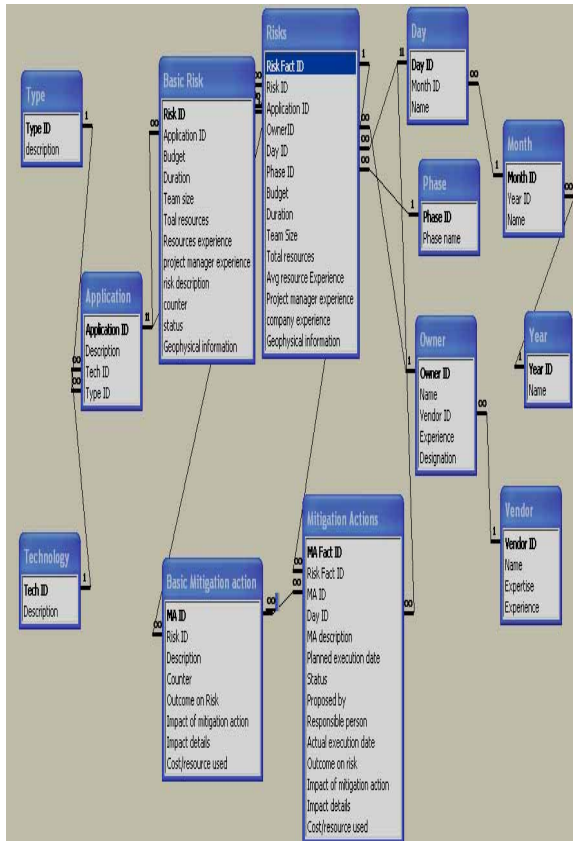 Type
Type ID
description
Basic Risk
Risk ID
Application ID
Budget
Duration
Team size
Toal resources
Resources experience
project manager experience
risk description
counter
status
Geophysical information
Risks
Risk Fact ID
Risk ID
Application ID
OwnerID
Day ID
Phase ID
Budget
Duration
Team Size
Total resources
Avg resource Experience
Project manager experience
company experience
Geophysical information
Day
Day ID
Month ID
Name
Month
Month ID
Year ID
Name
Phase
Phase ID
Phase name
Application
Application ID
Description
Tech ID
Type ID
Owner
Owner ID
Name
Vendor ID
Experience
Designation
Year
Year ID
Name
Technology
Tech ID
Description
Basic Mitigation action
MA ID
Risk ID
Description
Counter
Outcome on Risk
Impact of mitigation action
Impact details
Cost/resource used
Mitigation Actions
MA Fact ID
Risk Fact ID
MA ID
Day ID
MA description
Planned execution date
Status
Proposed by
Responsible person
Actual execution date
Outcome on risk
Impact of mitigation action
Impact details
Cost/resource used
Vendor
Vendor ID
Name
Expertise
Experience